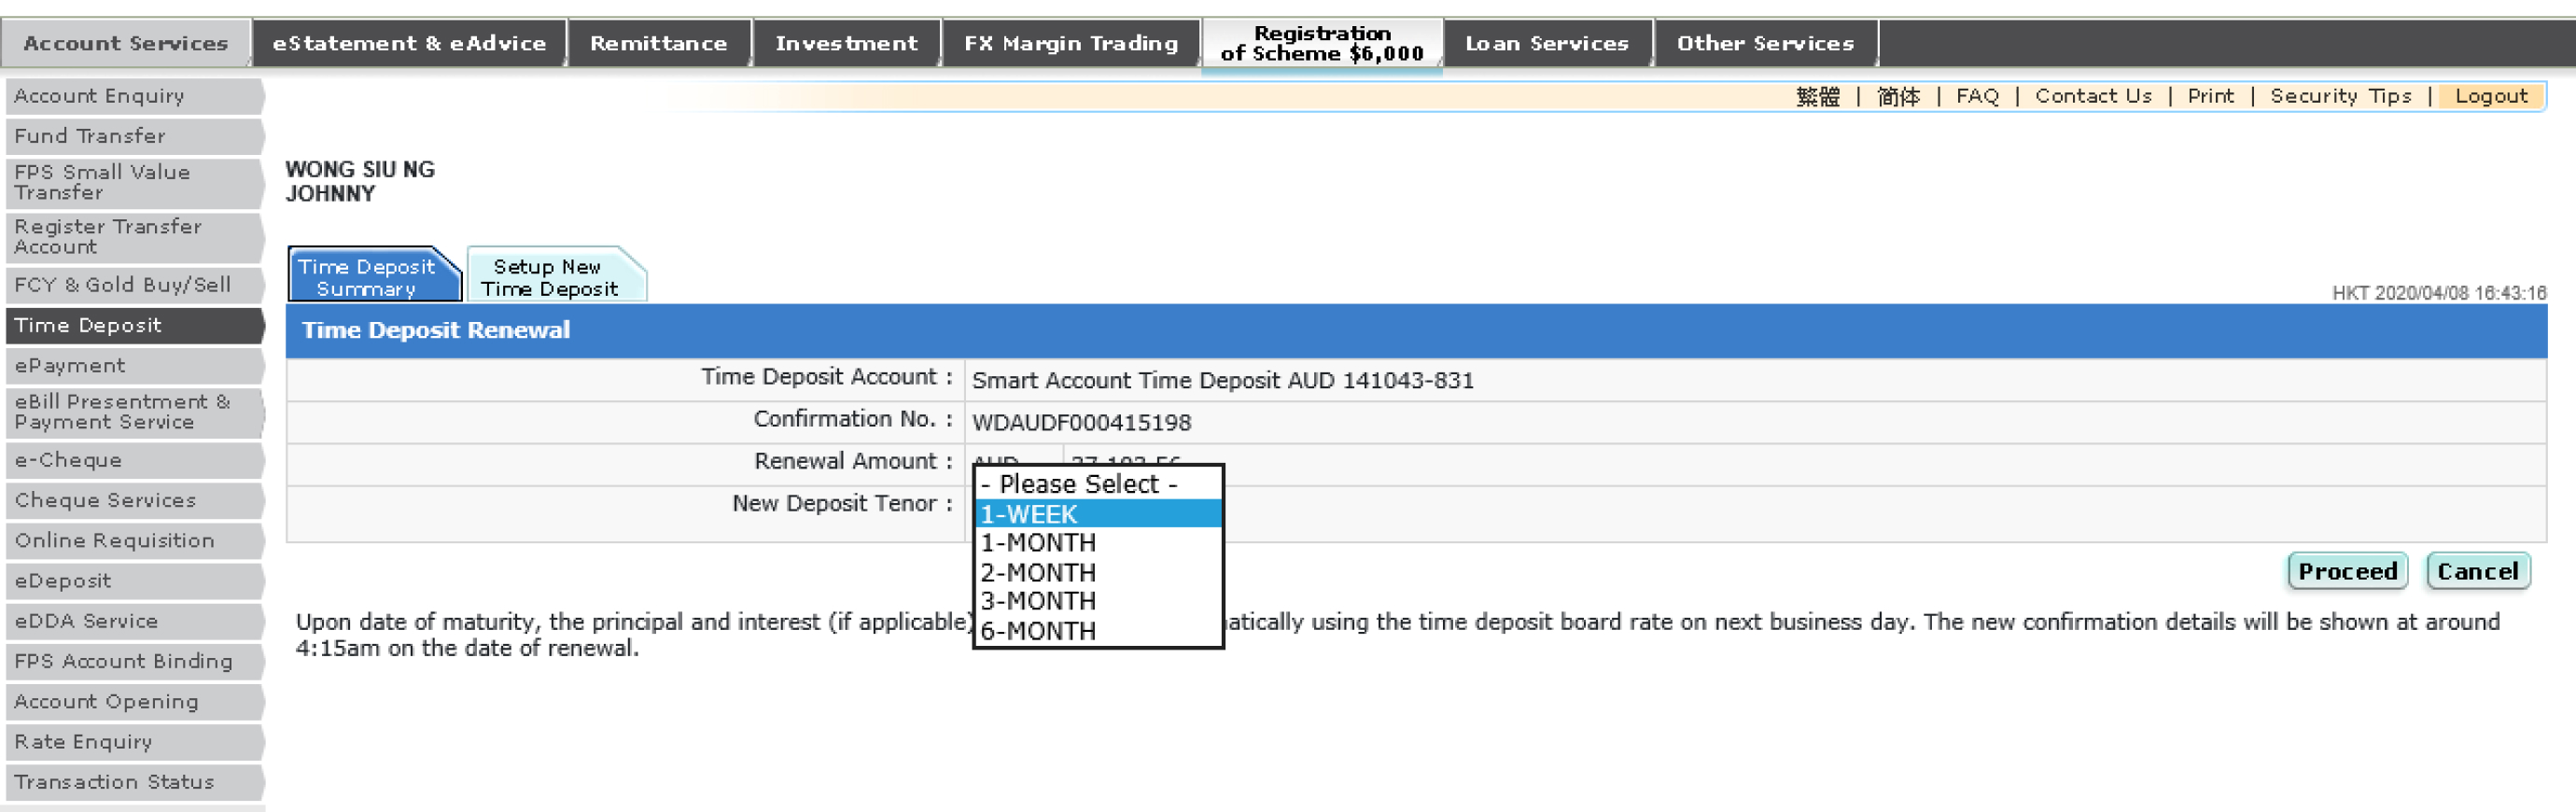 Account Services
eStatement & eAdvice
Remittance
Investment
FX Margin Trading
Registration
of Scheme $6,000
Loan Services
Other Services
繁體 | 简体 | FAQ | Contact Us | Print | Security Tips | Logout
Account Enquiry
Fund Transfer
FPS Small Value
Transfer
Register Transfer
Account
FCY & Gold Buy/Sell
Time Deposit
ePayment
eBill Presentment &
Payment Service
e-Cheque
Cheque Services
Online Requisition
eDeposit
eDDA Service
FPS Account Binding
Account Opening
Rate Enquiry
Transaction Status
WONG SIU NG
JOHNNY
Time Deposit
Summary
Setup New
Time Deposit
HKT 2020/04/08 16:43:16
Time Deposit Renewal
Time Deposit Account : Smart Account Time Deposit AUD 141043-831
Confirmation No. : WDAUDF000415198
Renewal Amount :
New Deposit Tenor :
- Please Select -
1-WEEK
1-MONTH
2-MONTH
3-MONTH
6-MONTH
Proceed
Cancel
Upon date of maturity, the principal and interest (if applicable) atically using the time deposit board rate on next business day. The new confirmation details will be shown at around
4:15am on the date of renewal.